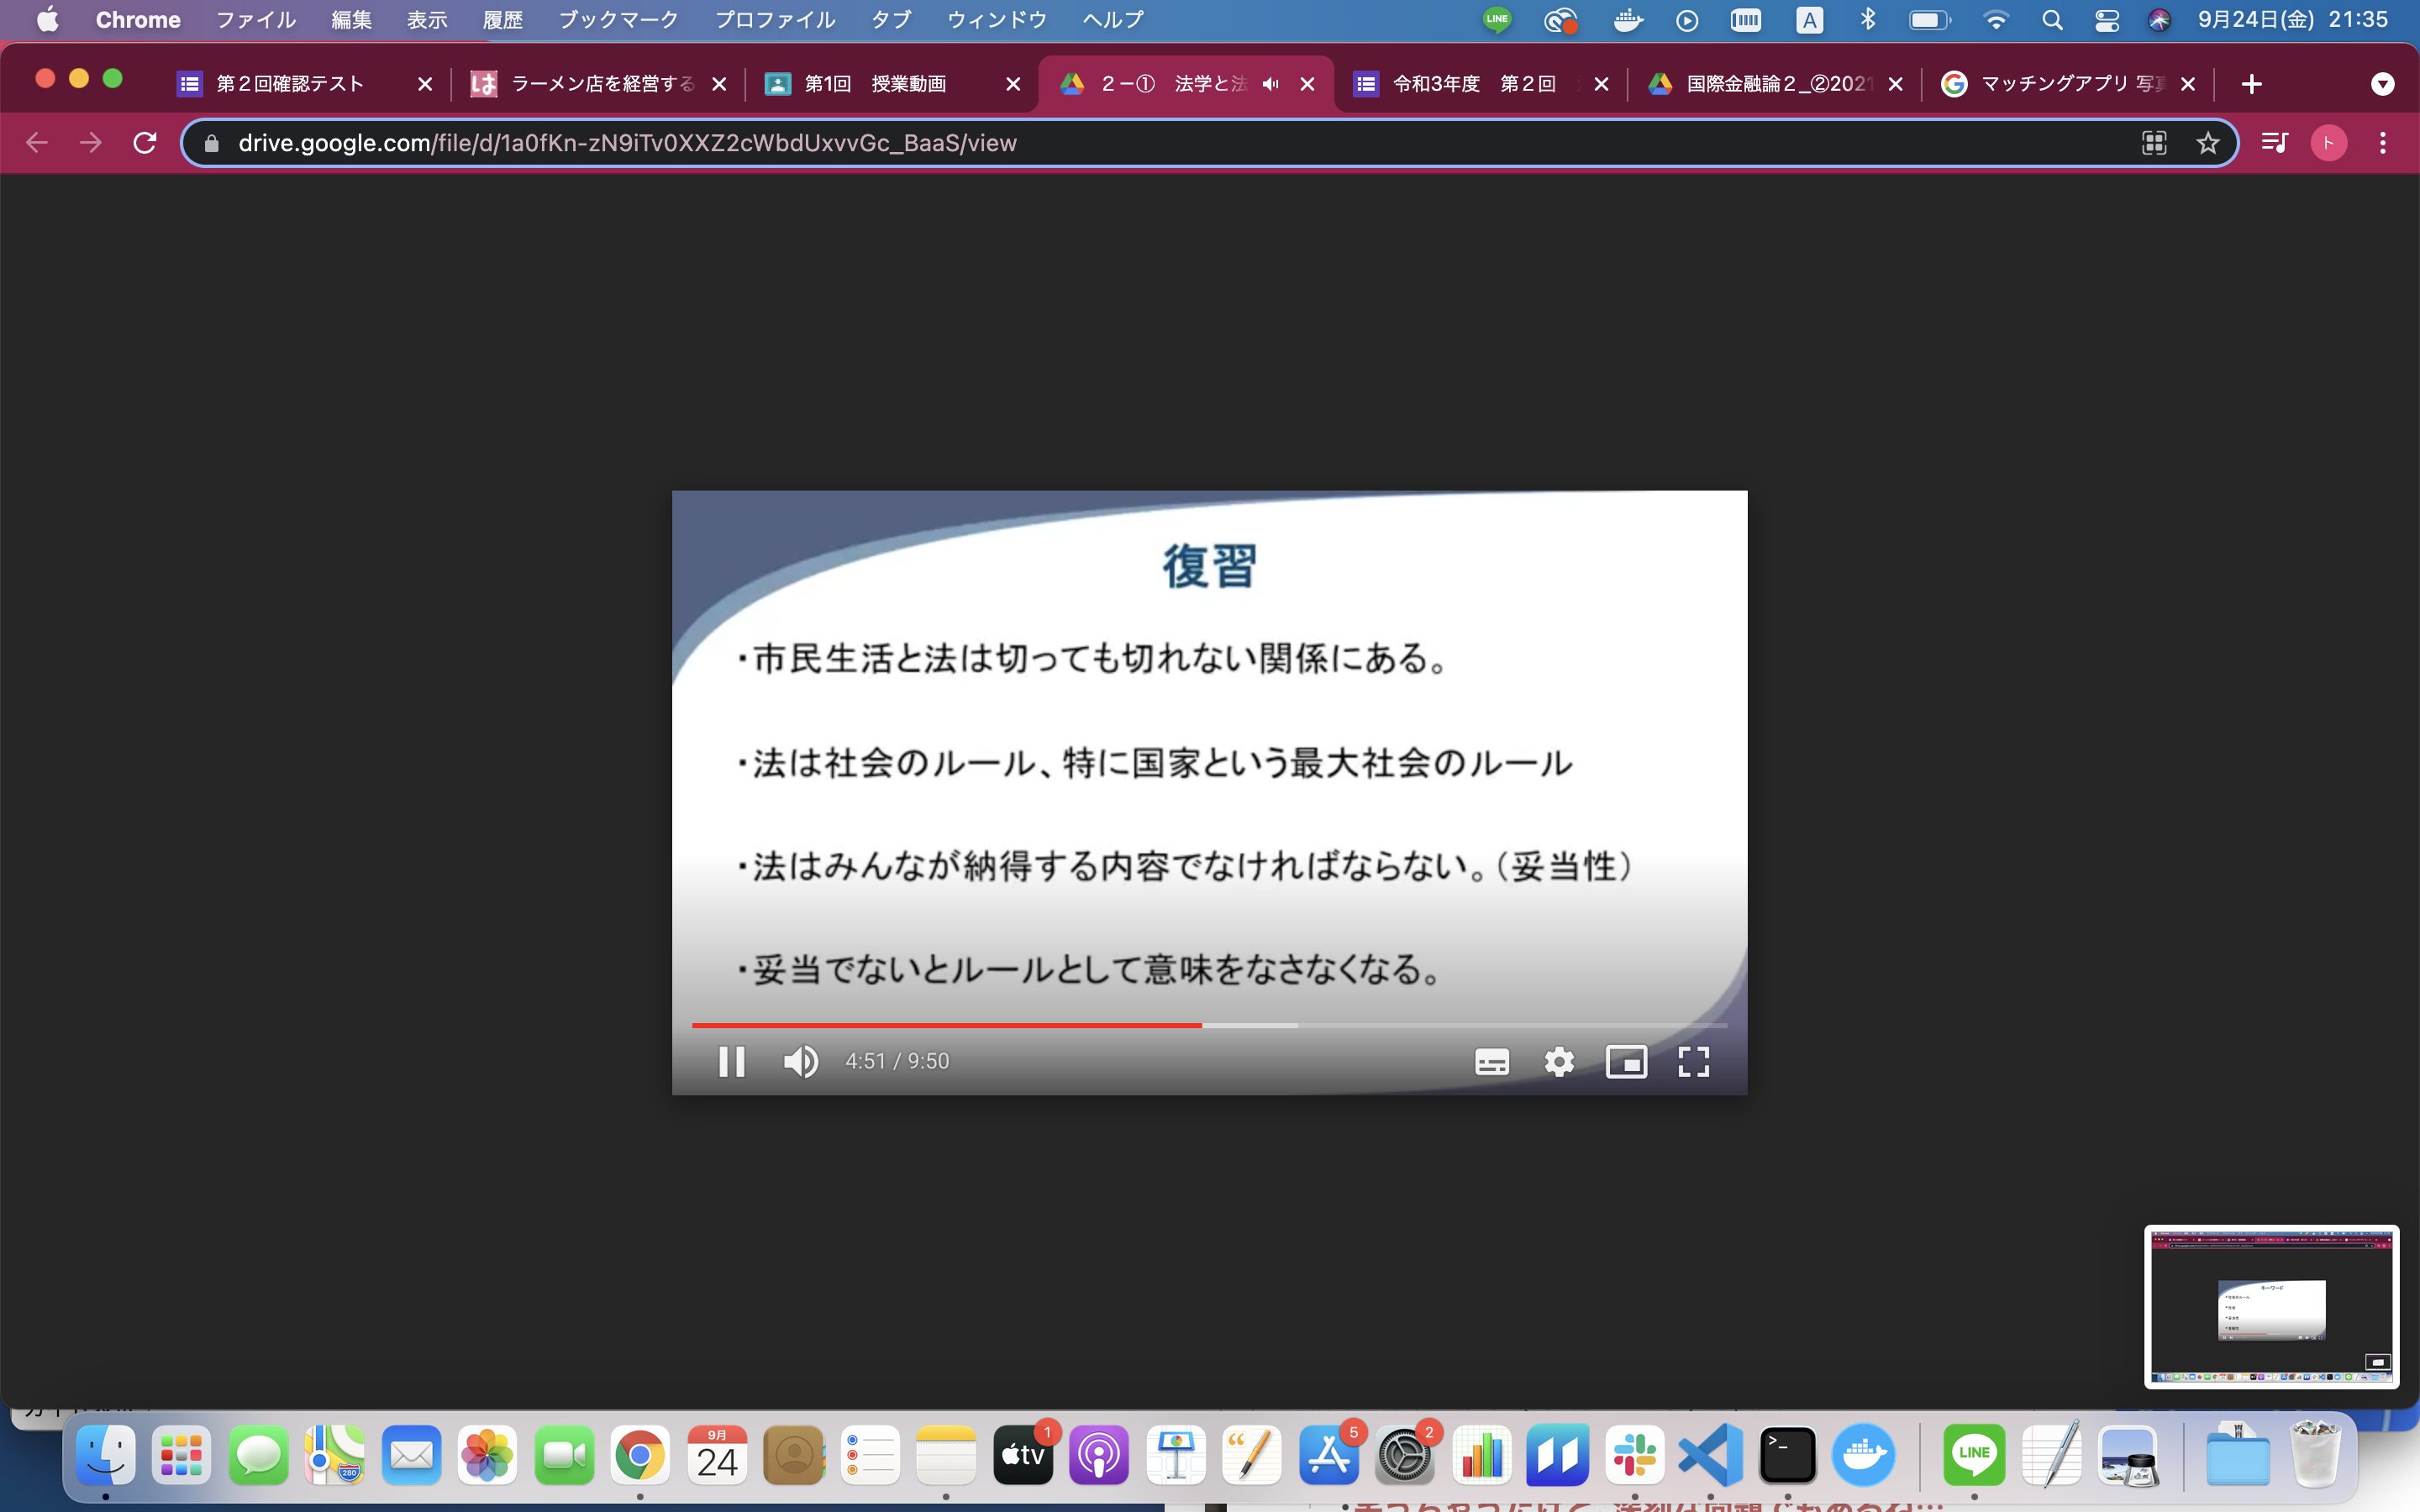 Chrome ファイル 編集 表示 履歴 ブックマーク プロファイル タブ ウィンドウ ヘルプ LINE A 9月24日(金) 21:35
第２回確認テスト は ラーメン店を経営する 第1回 授業動画 ２－① 法学と法 令和3年度 第２回 国際金融論２_②2021 マッチングアプリ 写真
drive.google.com/file/d/1a0fKn-zN9iTv0XXZ2cWbdUxvvGc_BaaS/view ト
復習
・市民生活と法は切っても切れない関係にある。
・法は社会のルール、特に国家という最大社会のルール
・法はみんなが納得する内容でなければならない。（妥当性）
・妥当でないとルールとして意味をなさなくなる。
4:51 / 9:50
キーワード
280 9月 24 tv 1 5 2 LINE